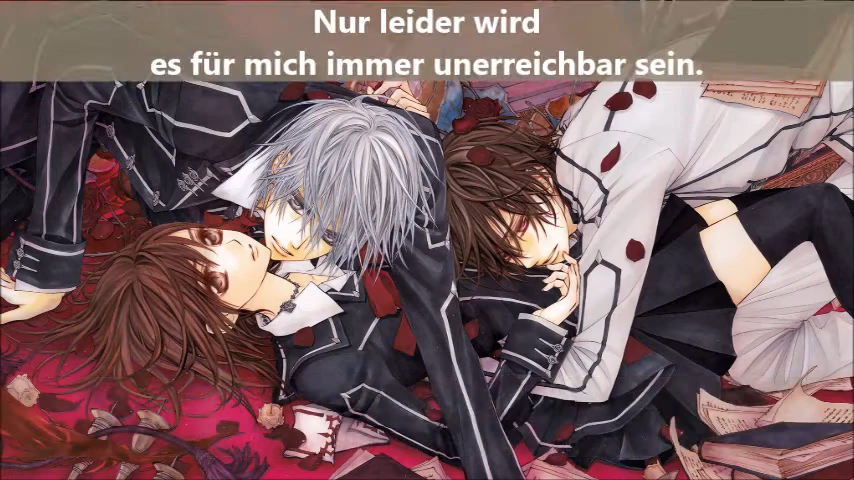 Nur leider wird
es für mich immer unerreichbar sein.